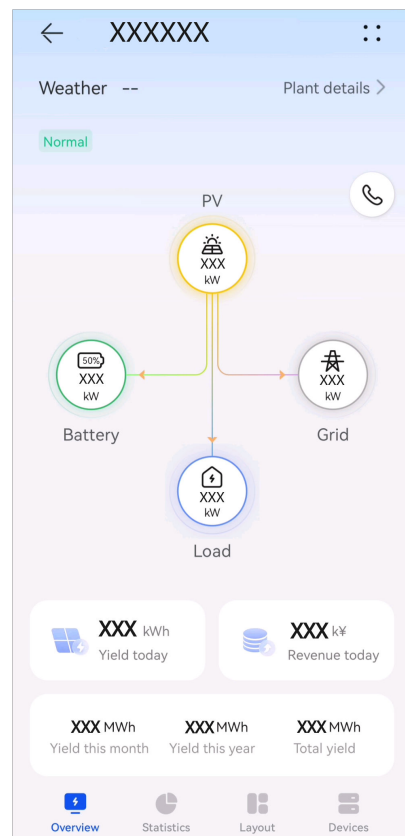 XXXXXX
Weather --
Plant details
Normal
PV
XXX
kW
50%
XXX
kW
XXX
kW
Battery
Grid
XXX
kW
Load
XXX kWh
Yield today
XXX k¥
Revenue today
XXX MWh
XXX MWh
XXX MWh
Yield this month
Yield this year
Total yield
Overview
Statistics
Layout
Devices